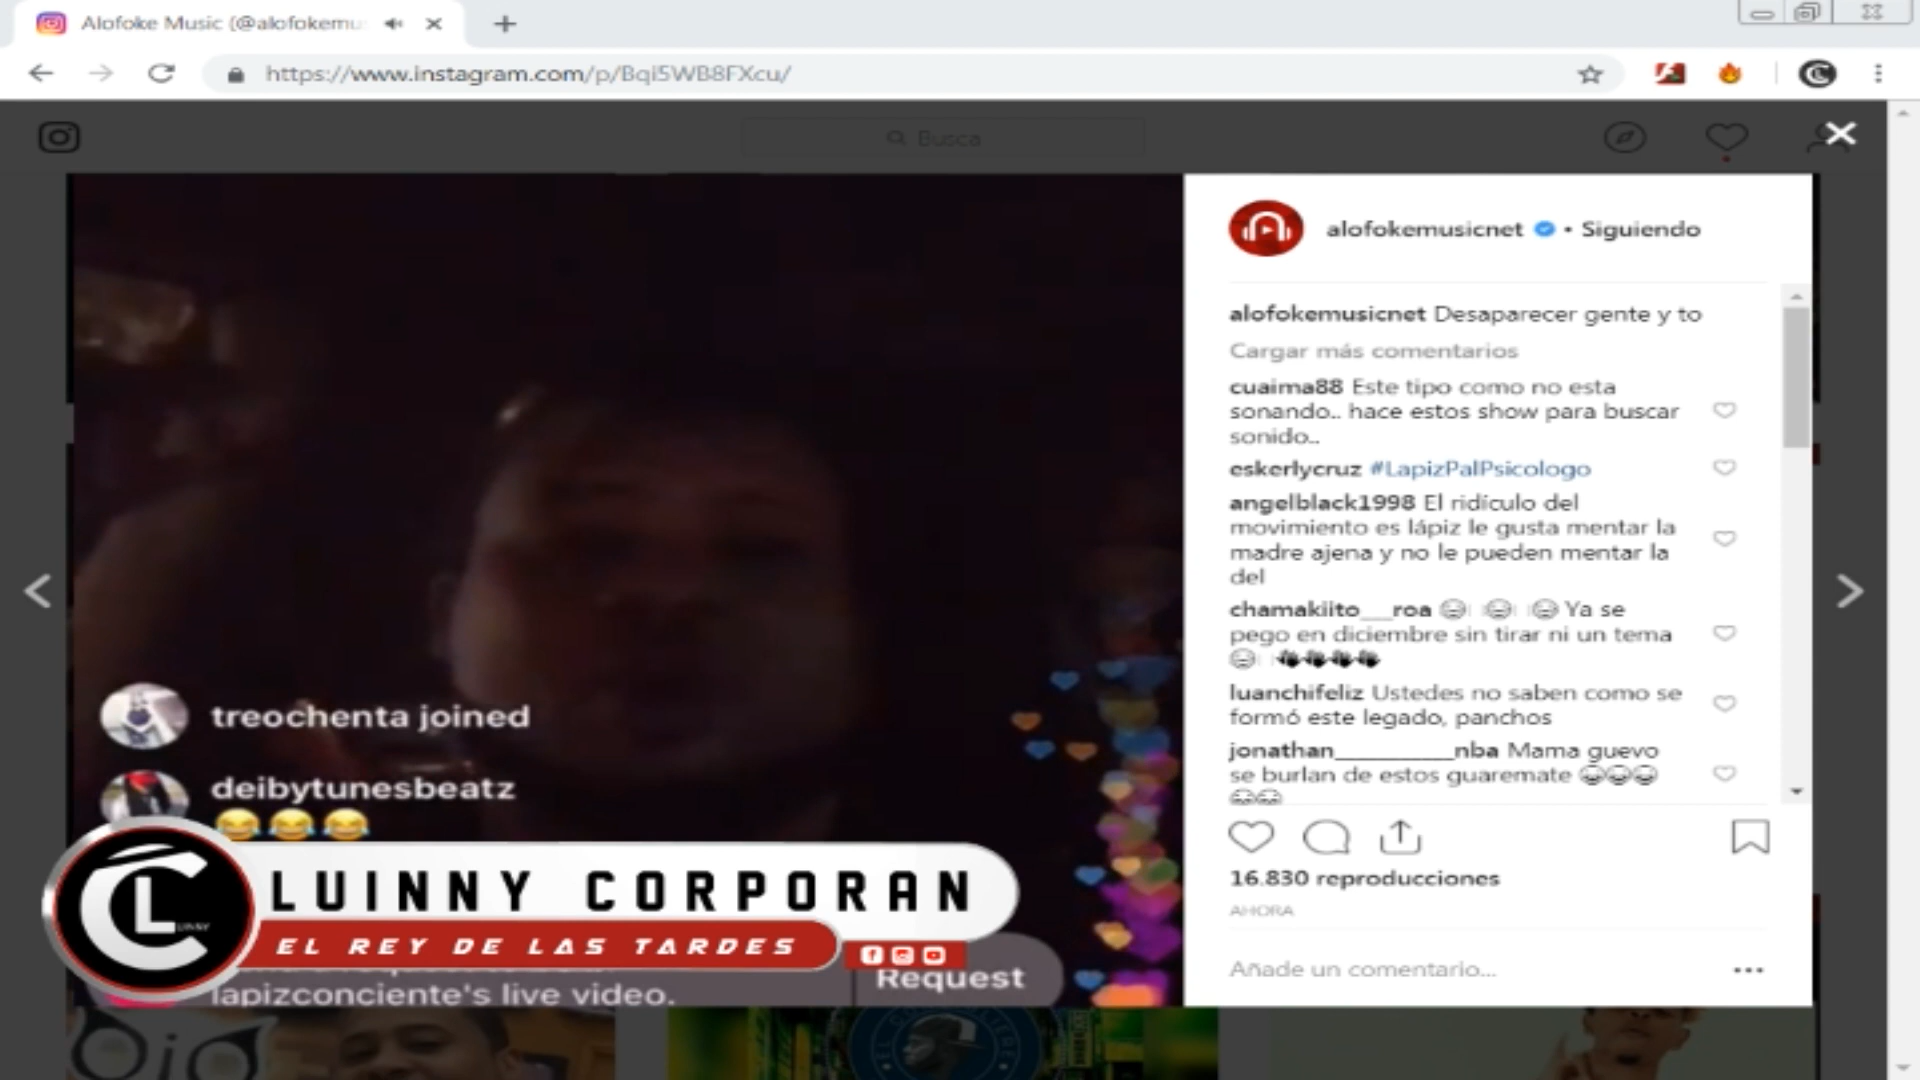 Alofoke Music (@alofokemu
https://www.instagram.com/p/Bqi5WB8FXcu/
Busca
alofokemusicnet • Siguiendo
alofokemusicnet Desaparecer gente y to
Cargar más comentarios
cuaima88 Este tipo como no esta
sonando.. hace estos show para buscar
sonido..
eskerlycruz #LapizPalPsicologo
angelblack1998 El ridículo del
movimiento es lápiz le gusta mentar la
madre ajena y no le pueden mentar la
del
chamakiito___roa 😂 😂 😂 Ya se
pego en diciembre sin tirar ni un tema
luanchifeliz Ustedes no saben como se
formó este legado, panchos
jonathan__________nba Mama guevo
se burlan de estos guaremate 😂😂😂
😂😂
16.830 reproducciones
AHORA
Añade un comentario...
treochenta joined
deibytunesbeatz
😂😂😂
LUINNY CORPORAN
EL REY DE LAS TARDES
lapizconciente's live video.
Request